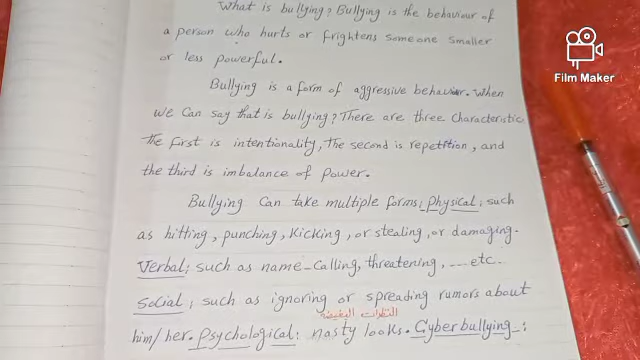 What is bullying? Bullying is the behaviour of
a person who hurts or frightens someone smaller
or less powerful.
Bullying is a form of aggressive behavior. When
we can say that is bullying? There are three characteristic
The first is intentionality, The second is repetition, and
the third is imbalance of power.
Bullying can take multiple forms; physical; such
as hitting, punching, kicking, or stealing, or damaging.
Verbal; such as name-calling, threatening, ---- etc.
Social; such as ignoring or spreading rumors about
النظرات البغيضة
him/her. Psychological: nasty looks. Cyberbullying:
Film Maker